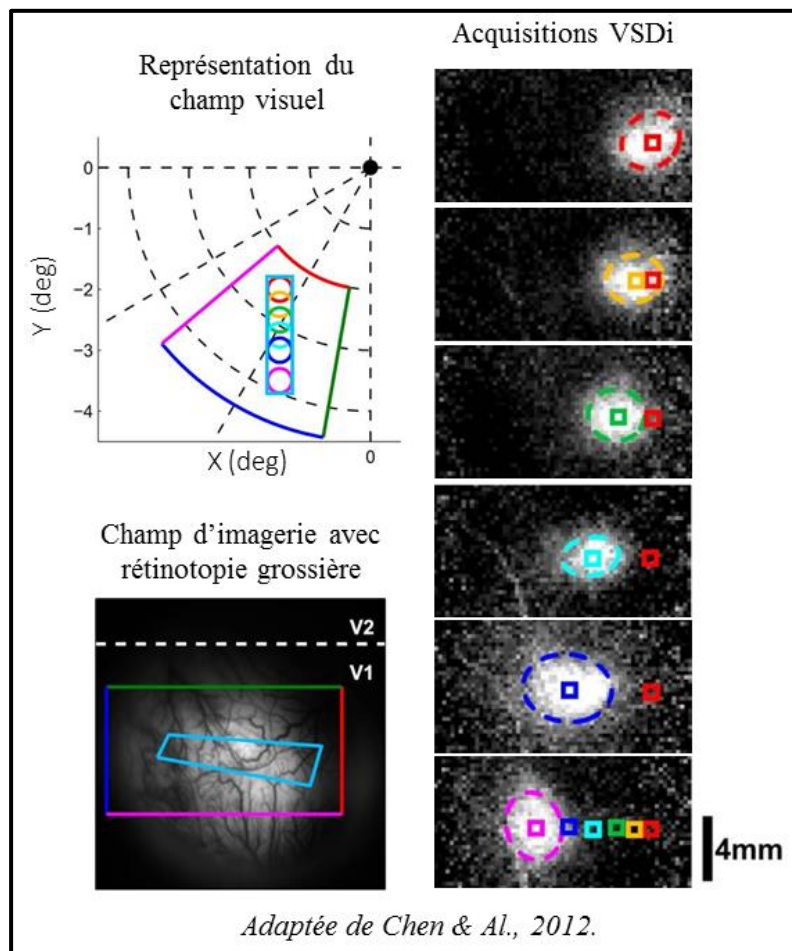 Acquisitions VSDi
Représentation du
champ visuel
0
−1
−2
−3
−4
Y (deg)
X (deg)
0
Champ d’imagerie avec
rétinotopie grossière
V2
V1
4mm
Adaptée de Chen & Al., 2012.